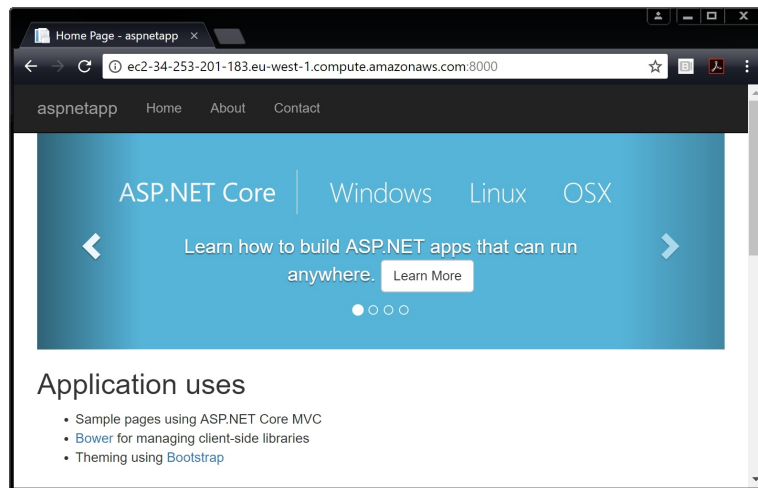 Home Page - aspnetapp
ec2-34-253-201-183.eu-west-1.compute.amazonaws.com:8000
aspnetapp Home About Contact
ASP.NET Core Windows Linux OSX
Learn how to build ASP.NET apps that can run
anywhere. Learn More
Application uses
Sample pages using ASP.NET Core MVC
Bower for managing client-side libraries
Theming using Bootstrap